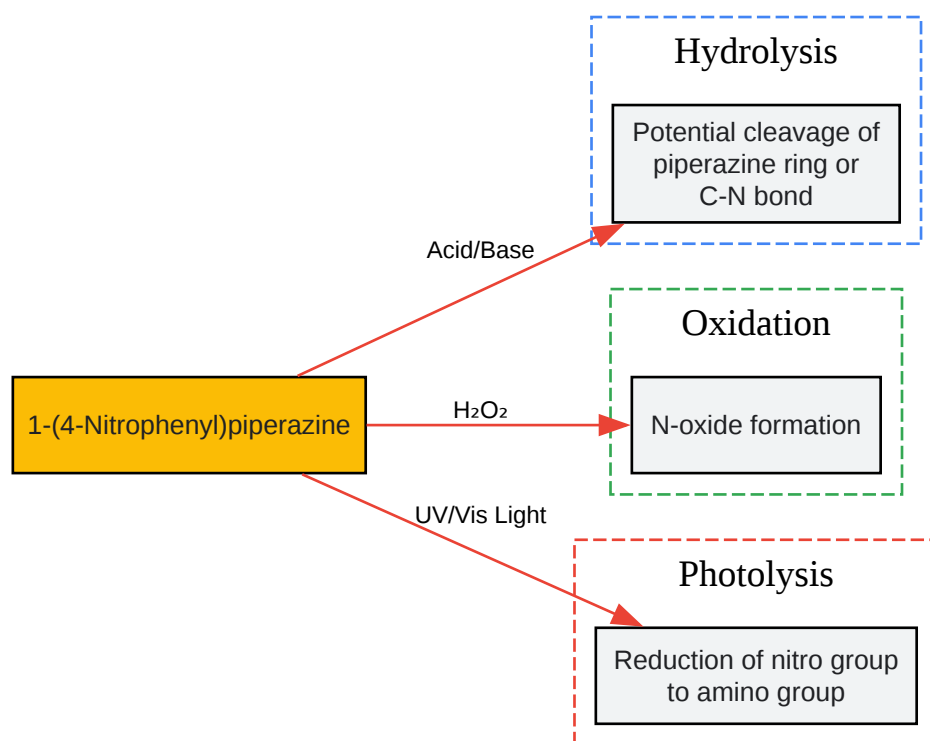 Hydrolysis
Potential cleavage of
piperazine ring or
C-N bond
Acid/Base
Oxidation
1-(4-Nitrophenyl)piperazine
H₂O₂
N-oxide formation
UV/Vis Light
Photolysis
Reduction of nitro group
to amino group